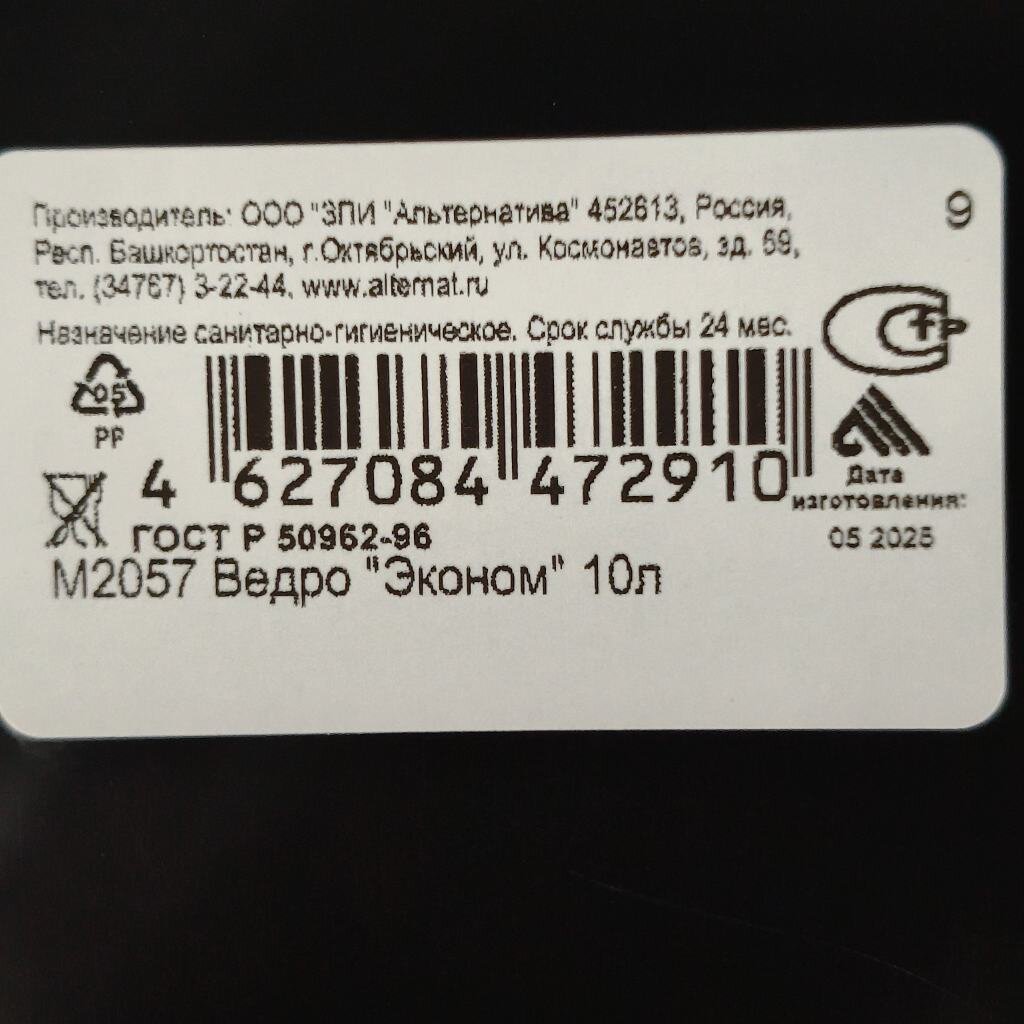 Производитель: ООО "ЗПИ "Альтернатива" 452613, Россия,
Респ. Башкортостан, г.Октябрьский, ул. Космонавтов, зд. 59,
тел. (34767) 3-22-44, www.alternat.ru
9
Назначение санитарно-гигиеническое. Срок службы 24 мес.
05
PP
4 627084 472910
Дата
изготовления:
05 2025
ГОСТ Р 50962-96
М2057 Ведро "Эконом" 10л